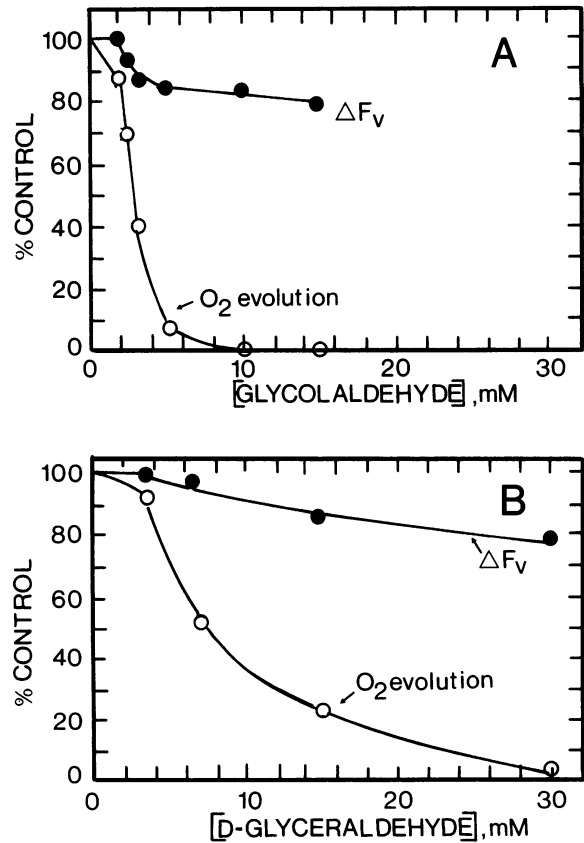 A
100
80
60
40
20
0
% CONTROL
△Fv
O2 evolution
0 10 20 30
[GLYCOLALDEHYDE] ,mM
B
100
80
60
40
20
0
% CONTROL
△Fv
O2 evolution
0 10 20 30
[D-GLYCERALDEHYDE],mM